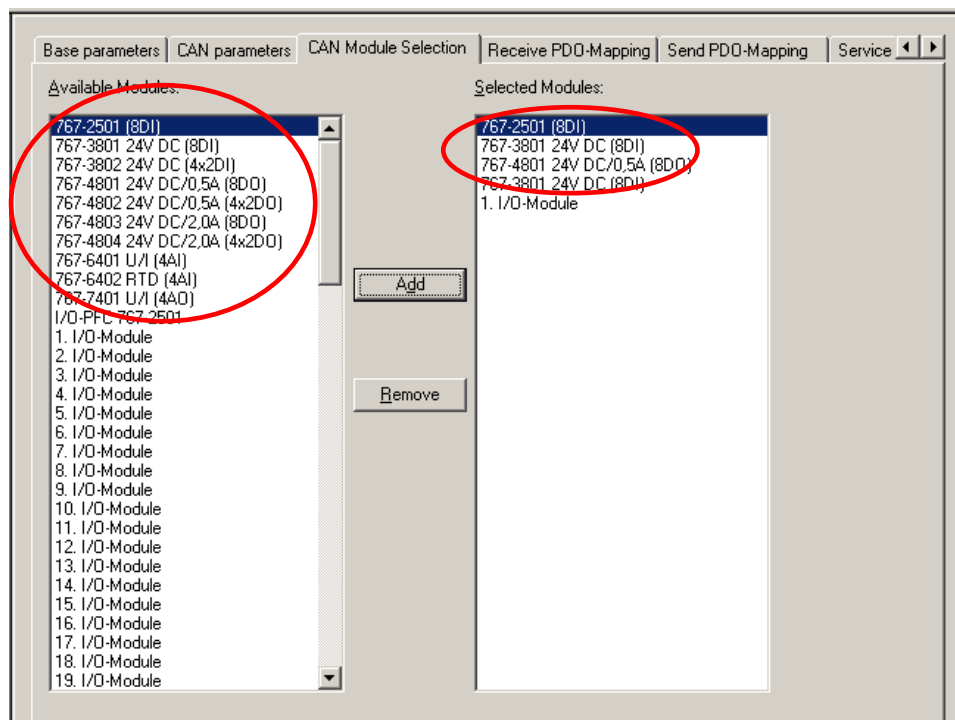 Base parameters CAN parameters CAN Module Selection Receive PDO-Mapping Send PDO-Mapping Service
Available Modules:
767-2501 (8DI)
767-3801 24V DC (8DI)
767-3802 24V DC (4x2DI)
767-4801 24V DC/0,5A (8DO)
767-4802 24V DC/0,5A (4x2DO)
767-4803 24V DC/2,0A (8DO)
767-4804 24V DC/2,0A (4x2DO)
767-6401 U/I (4AI)
767-6402 RTD (4AI)
767-7401 U/I (4AO)
I/O-PFC 767-2501
1. I/O-Module
2. I/O-Module
3. I/O-Module
4. I/O-Module
5. I/O-Module
6. I/O-Module
7. I/O-Module
8. I/O-Module
9. I/O-Module
10. I/O-Module
11. I/O-Module
12. I/O-Module
13. I/O-Module
14. I/O-Module
15. I/O-Module
16. I/O-Module
17. I/O-Module
18. I/O-Module
19. I/O-Module
Add
Remove
Selected Modules:
767-2501 (8DI)
767-3801 24V DC (8DI)
767-4801 24V DC/0,5A (8DO)
767-3801 24V DC (8DI)
1. I/O-Module